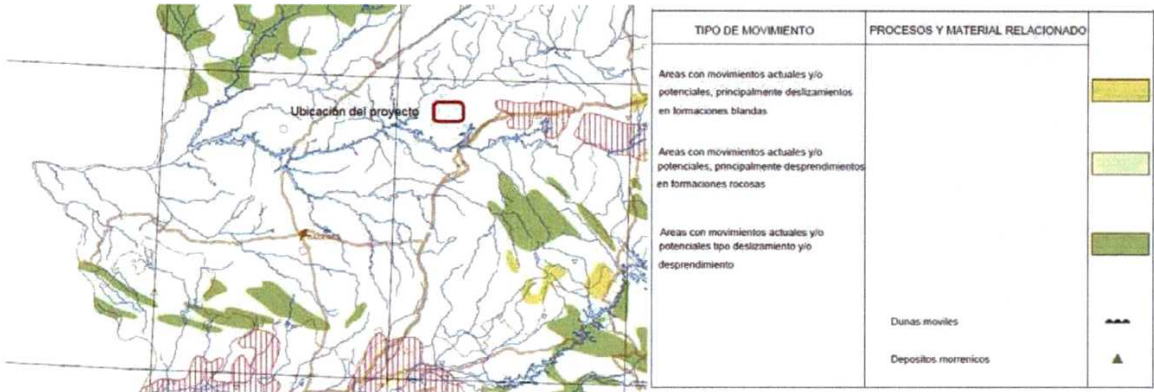 Ubicación del proyecto
TIPO DE MOVIMIENTO
PROCESOS Y MATERIAL RELACIONADO
Areas con movimientos actuales y/o
potenciales, principalmente deslizamientos
en formaciones blandas
Areas con movimientos actuales y/o
potenciales, principalmente desprendimientos
en formaciones rocosas
Areas con movimientos actuales y/o
potenciales tipo deslizamiento y/o
desprendimiento
Dunas moviles
Depositos morrenicos